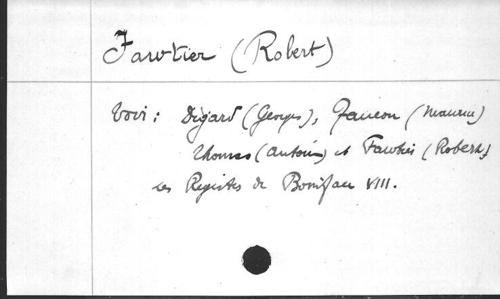 Fawtier (Robert)
Voir : Digard (Georges), Faucon (Maurice)
Thomas (Antoine) et Fawtier (Robert)
Les Registres de Boniface VIII.